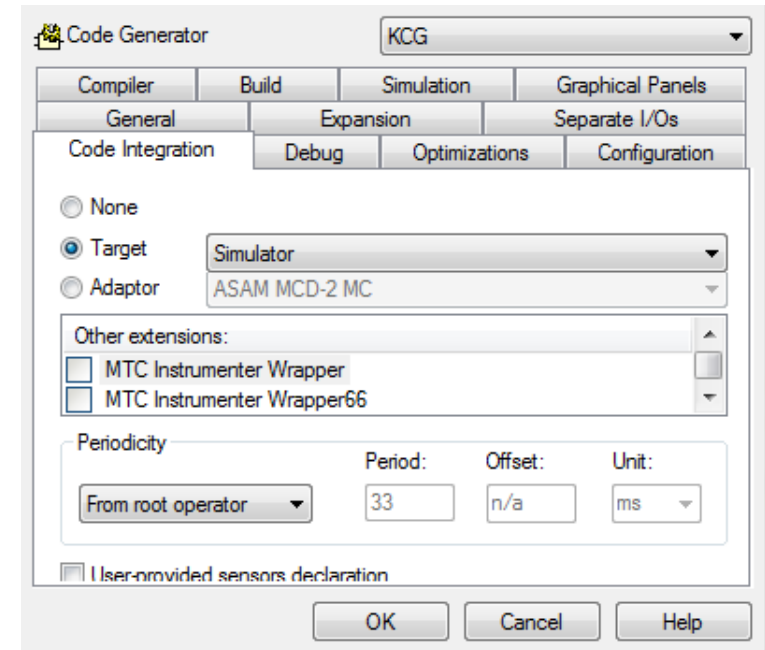 Code Generator KCG
Compiler Build Simulation Graphical Panels
General Expansion Separate I/Os
Code Integration Debug Optimizations Configuration
None
Target Simulator
Adaptor ASAM MCD-2 MC
Other extensions:
MTC Instrumenter Wrapper
MTC Instrumenter Wrapper66
Periodicity
Period: Offset: Unit:
From root operator 33 n/a ms
User-provided sensors declaration
OK Cancel Help